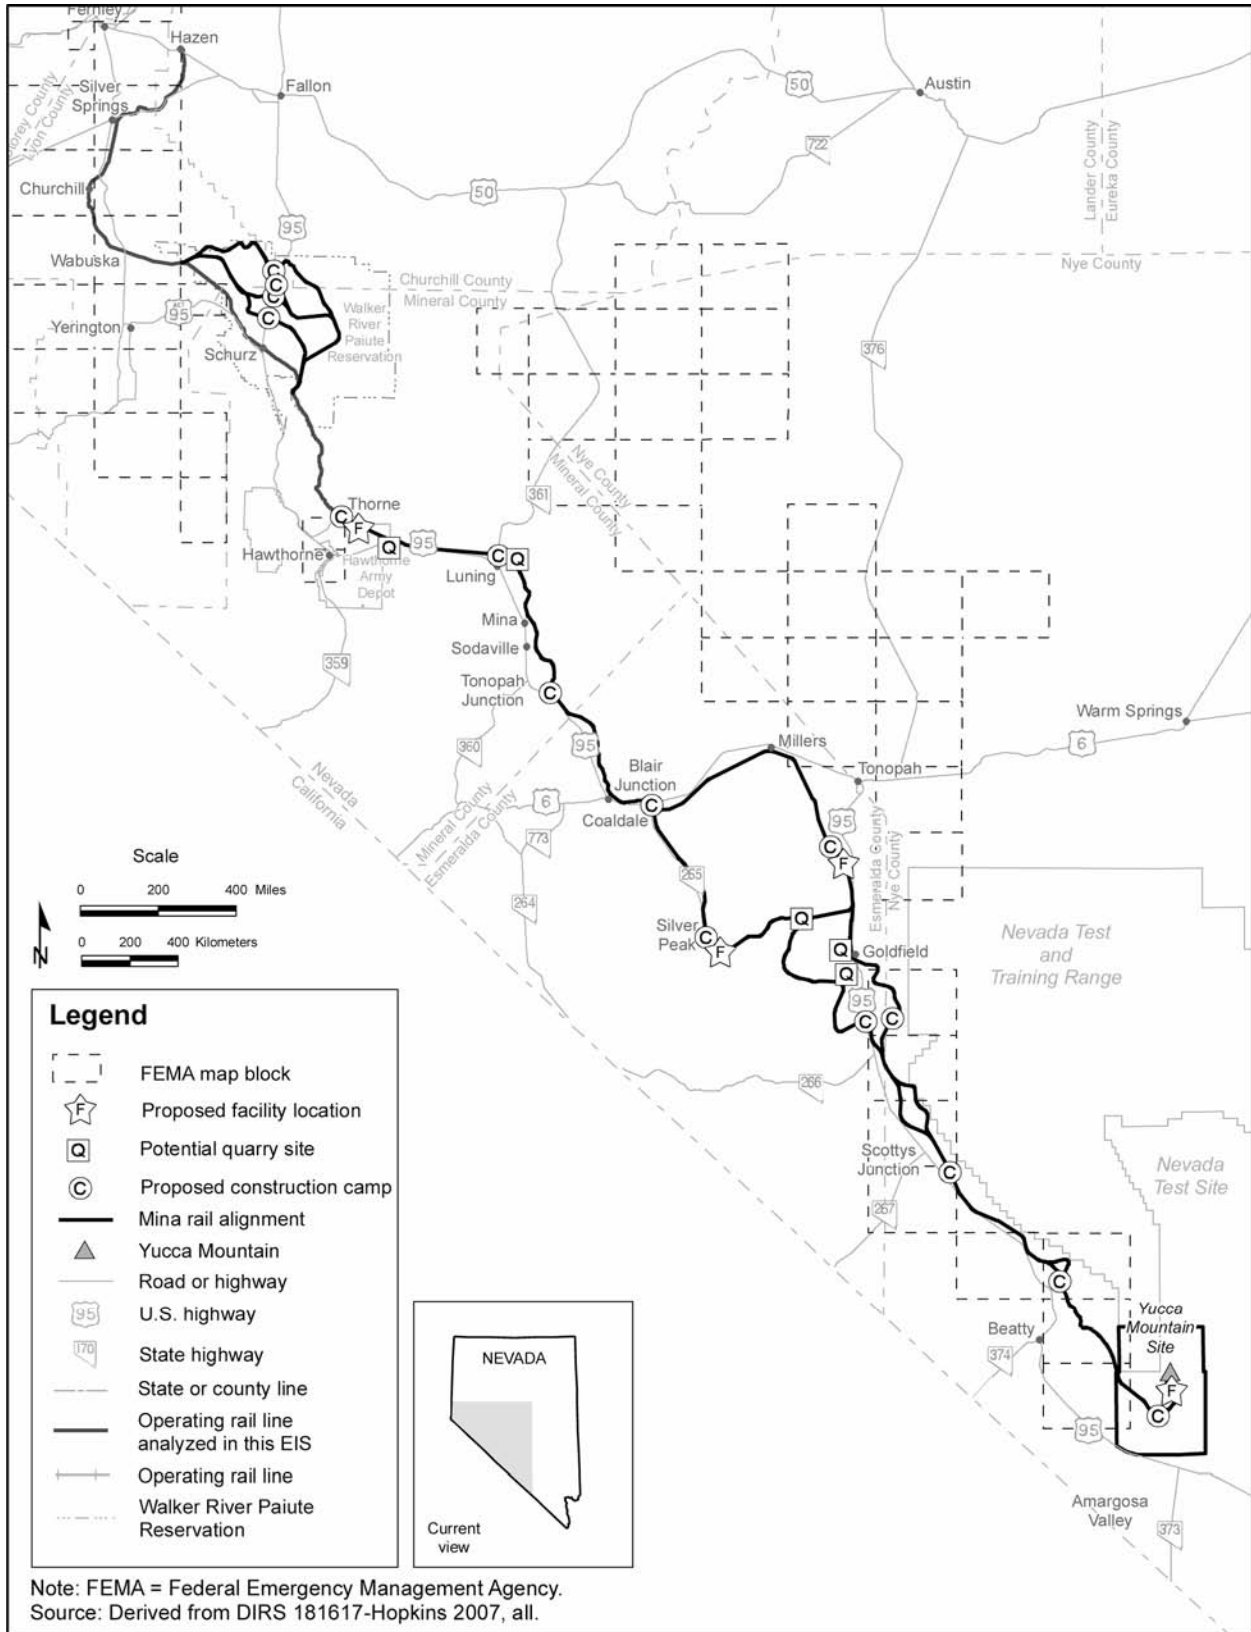 Fernley
Hazen
Silver
Springs
Fallon
Austin
50
722
Storey County
Lyon County
Lander County
Eureka County
Churchill
50
95
Wabuska
Nye County
Churchill County
Mineral County
Walker
River
Paiute
Reservation
ALT
95
Yerington
Schurz
376
Nye County
Mineral County
361
C
C
C
C
C
Thorne
F
Q
95
C
Q
Hawthorne
Hawthorne
Army
Depot
Luning
Mina
Sodaville
359
Tonopah
Junction
C
Warm Springs
360
95
Millers
6
Nevada
California
Blair
Junction
Tonopah
6
C
Coaldale
95
Mineral County
Esmeralda County
773
C
F
Esmeralda County
Nye County
Scale
0 200 400 Miles
0 200 400 Kilometers
N
265
264
Silver
Peak
C
F
Q
Q
Goldfield
Q
95
C
C
Nevada Test
and
Training Range
266
Scottys
Junction
C
Nevada
Test Site
267
C
Beatty
374
Yucca
Mountain
Site
F
C
95
Amargosa
Valley
373
Legend
FEMA map block
F Proposed facility location
Q Potential quarry site
C Proposed construction camp
Mina rail alignment
Yucca Mountain
Road or highway
95 U.S. highway
170 State highway
State or county line
Operating rail line
analyzed in this EIS
Operating rail line
Walker River Paiute
Reservation
NEVADA
Current
view
Note: FEMA = Federal Emergency Management Agency.
Source: Derived from DIRS 181617-Hopkins 2007, all.